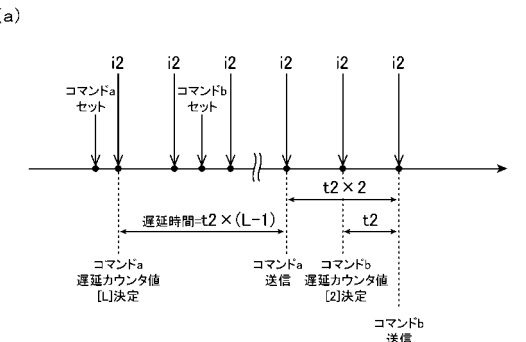 (a)
i2 i2 i2 i2 i2 i2
コマンドa
セット
コマンドb
セット
t2×2
遅延時間=t2×(L-1)
t2
コマンドa
遅延カウンタ値
[L]決定
コマンドa
送信
コマンドb
遅延カウンタ値
[2]決定
コマンドb
送信